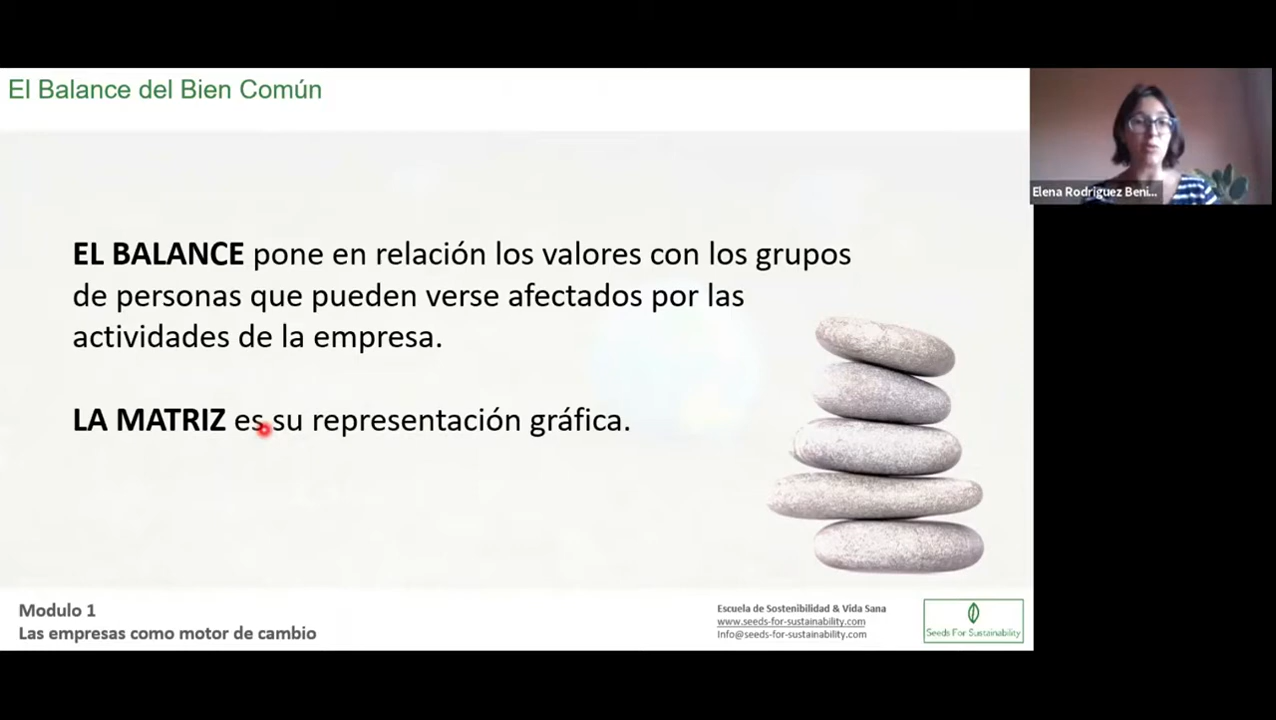 El Balance del Bien Común
Elena Rodriguez Beni...
EL BALANCE pone en relación los valores con los grupos
de personas que pueden verse afectados por las
actividades de la empresa.
LA MATRIZ es su representación gráfica.
Modulo 1
Las empresas como motor de cambio
Escuela de Sostenibilidad & Vida Sana
www.seeds-for-sustainability.com
Info@seeds-for-sustainability.com
Seeds For Sustainability